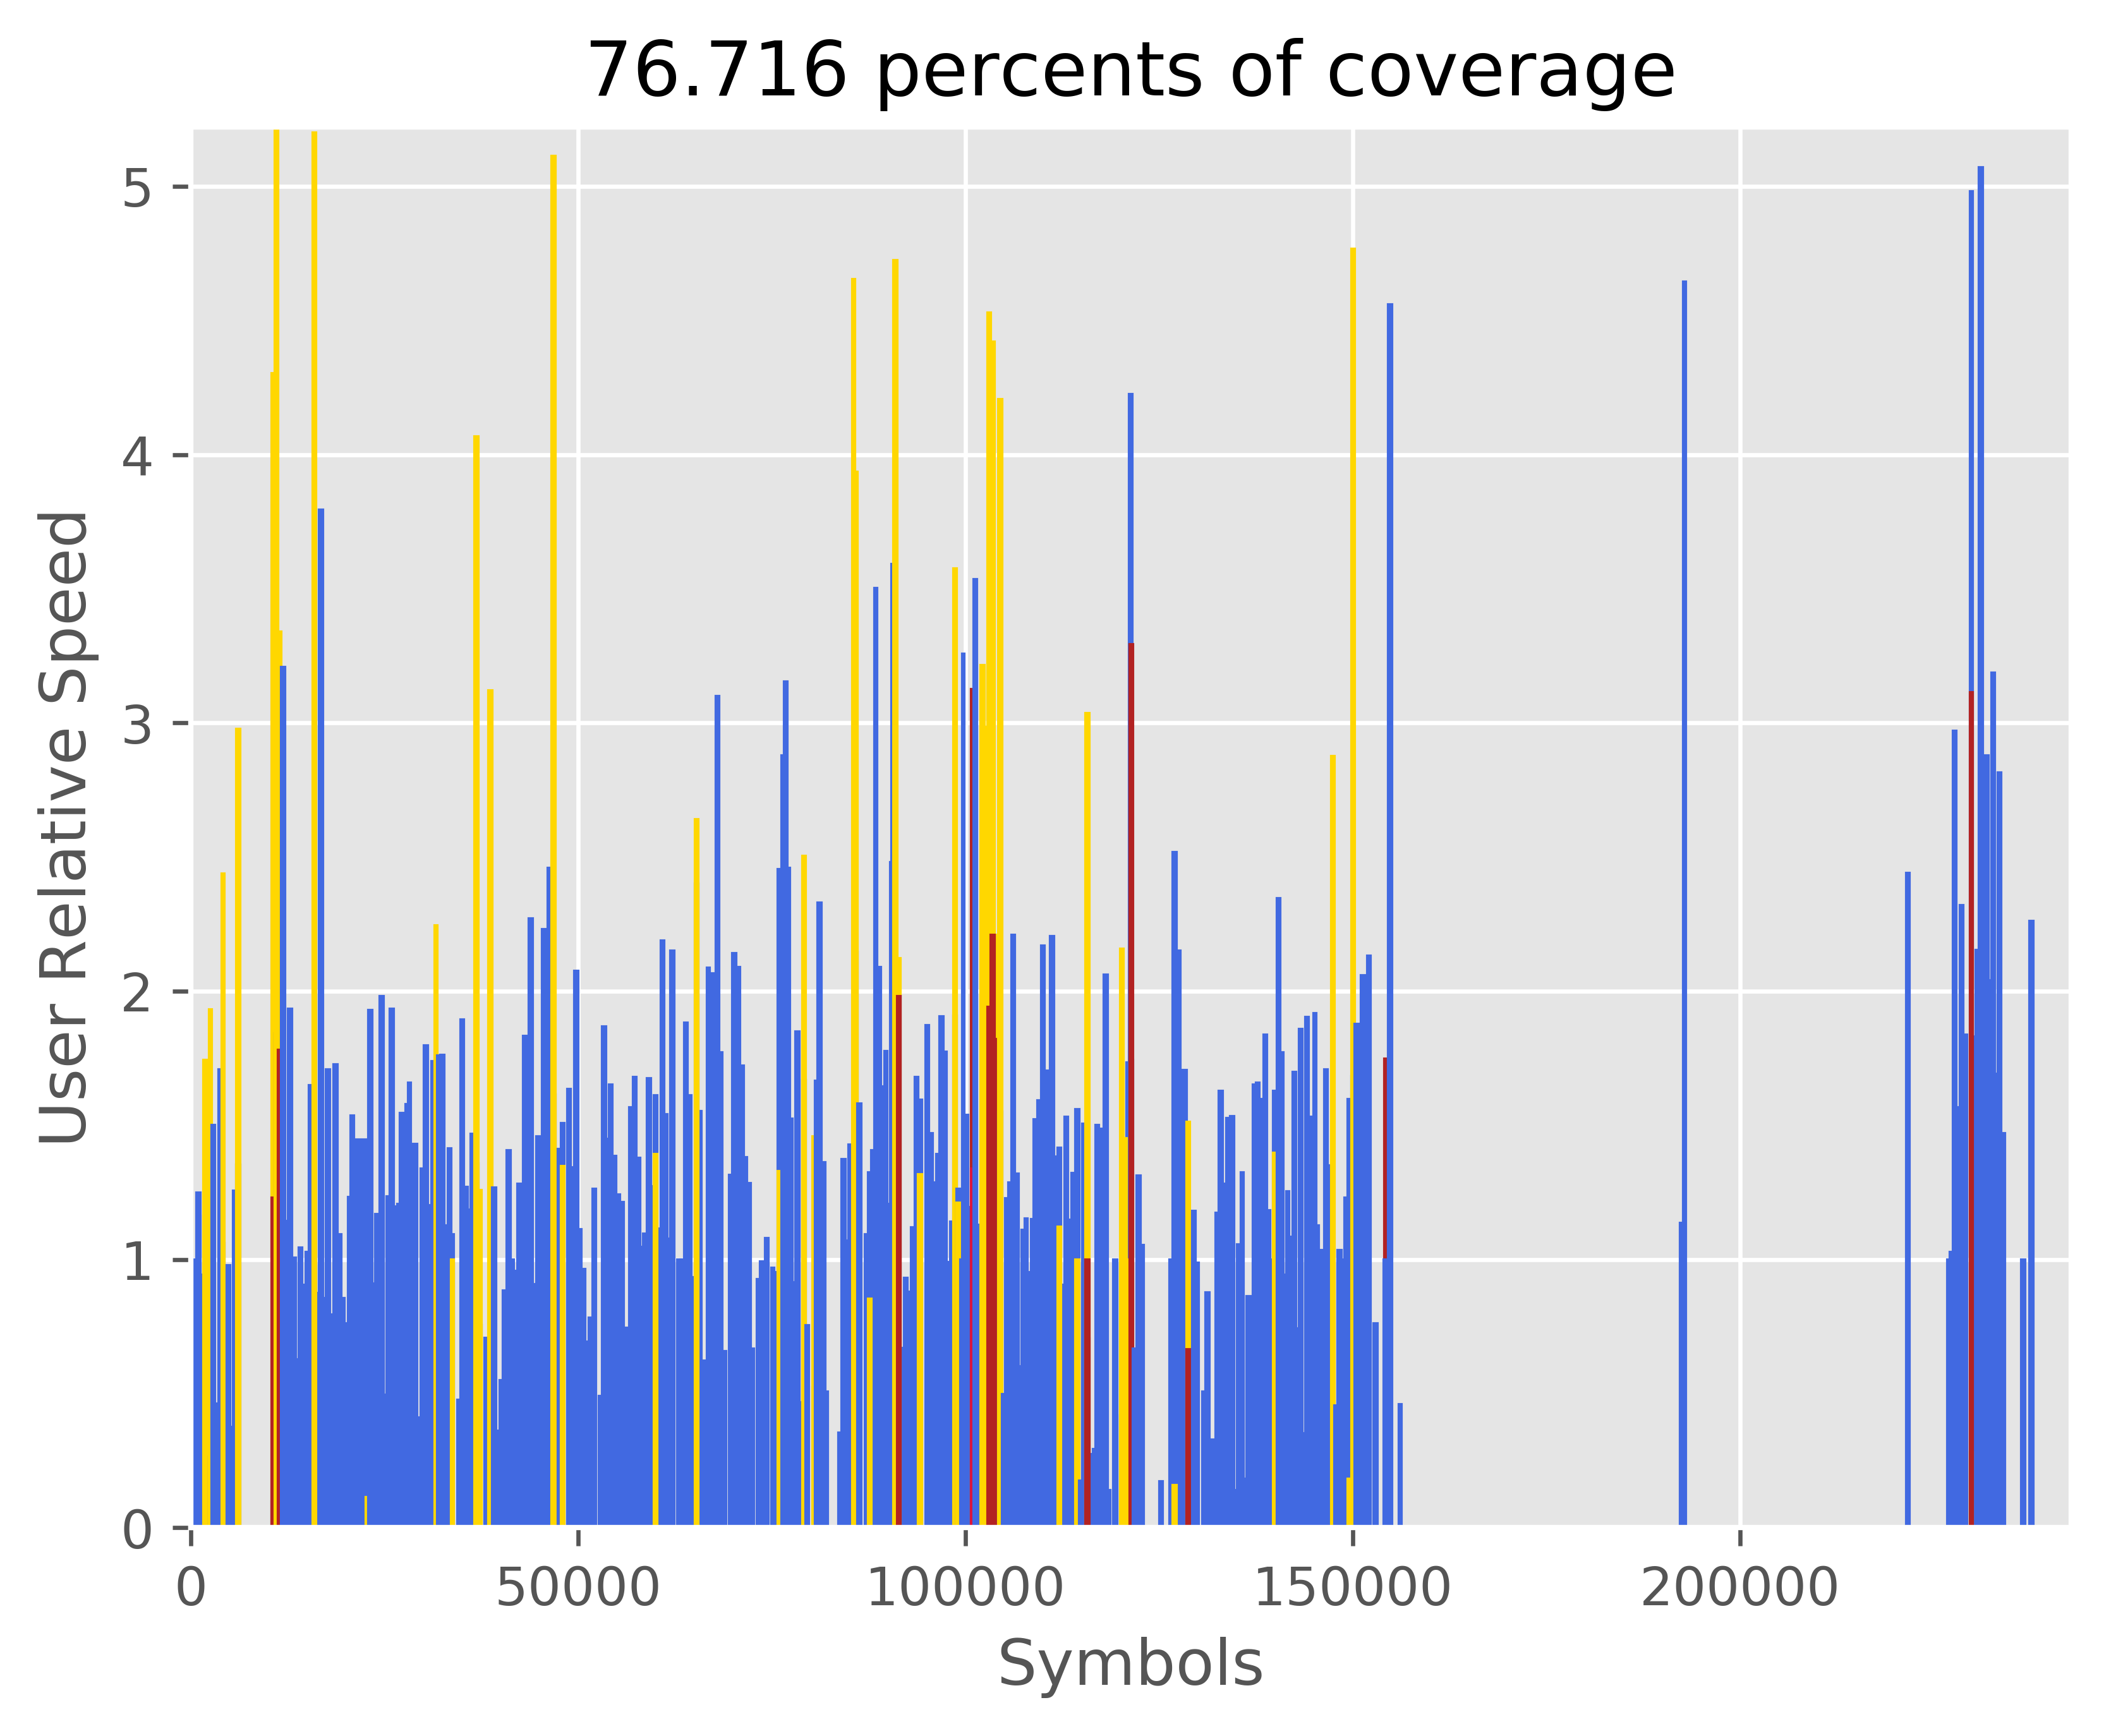 76.716 percents of coverage
User Relative Speed
5
4
3
2
1
0
0 50000 100000 150000 200000
Symbols